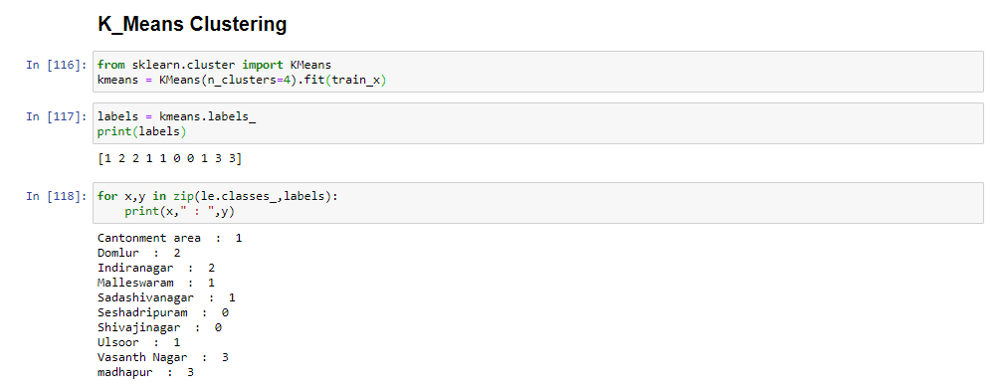 K_Means Clustering
In [116]: from sklearn.cluster import KMeans
kmeans = KMeans(n_clusters=4).fit(train_x)
In [117]: labels = kmeans.labels_
print(labels)
[1 2 2 1 1 0 0 1 3 3]
In [118]: for x,y in zip(le.classes_,labels):
    print(x," : ",y)
Cantonment area  :  1
Domlur  :  2
Indiranagar  :  2
Malleswaram  :  1
Sadashivanagar  :  1
Seshadripuram  :  0
Shivajinagar  :  0
Ulsoor  :  1
Vasanth Nagar  :  3
madhapur  :  3